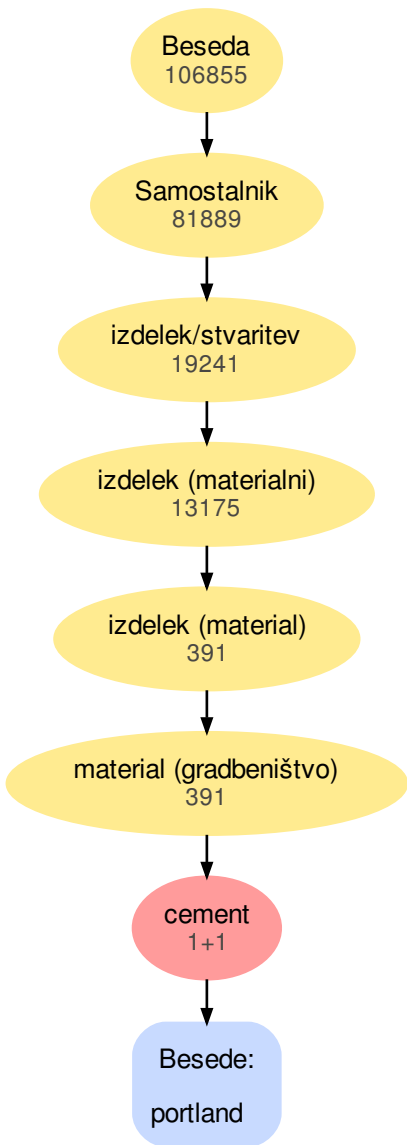 Beseda
106855
Samostalnik
81889
izdelek/stvaritev
19241
izdelek (materialni)
13175
izdelek (material)
391
material (gradbeništvo)
391
cement
1+1
Besede:
portland